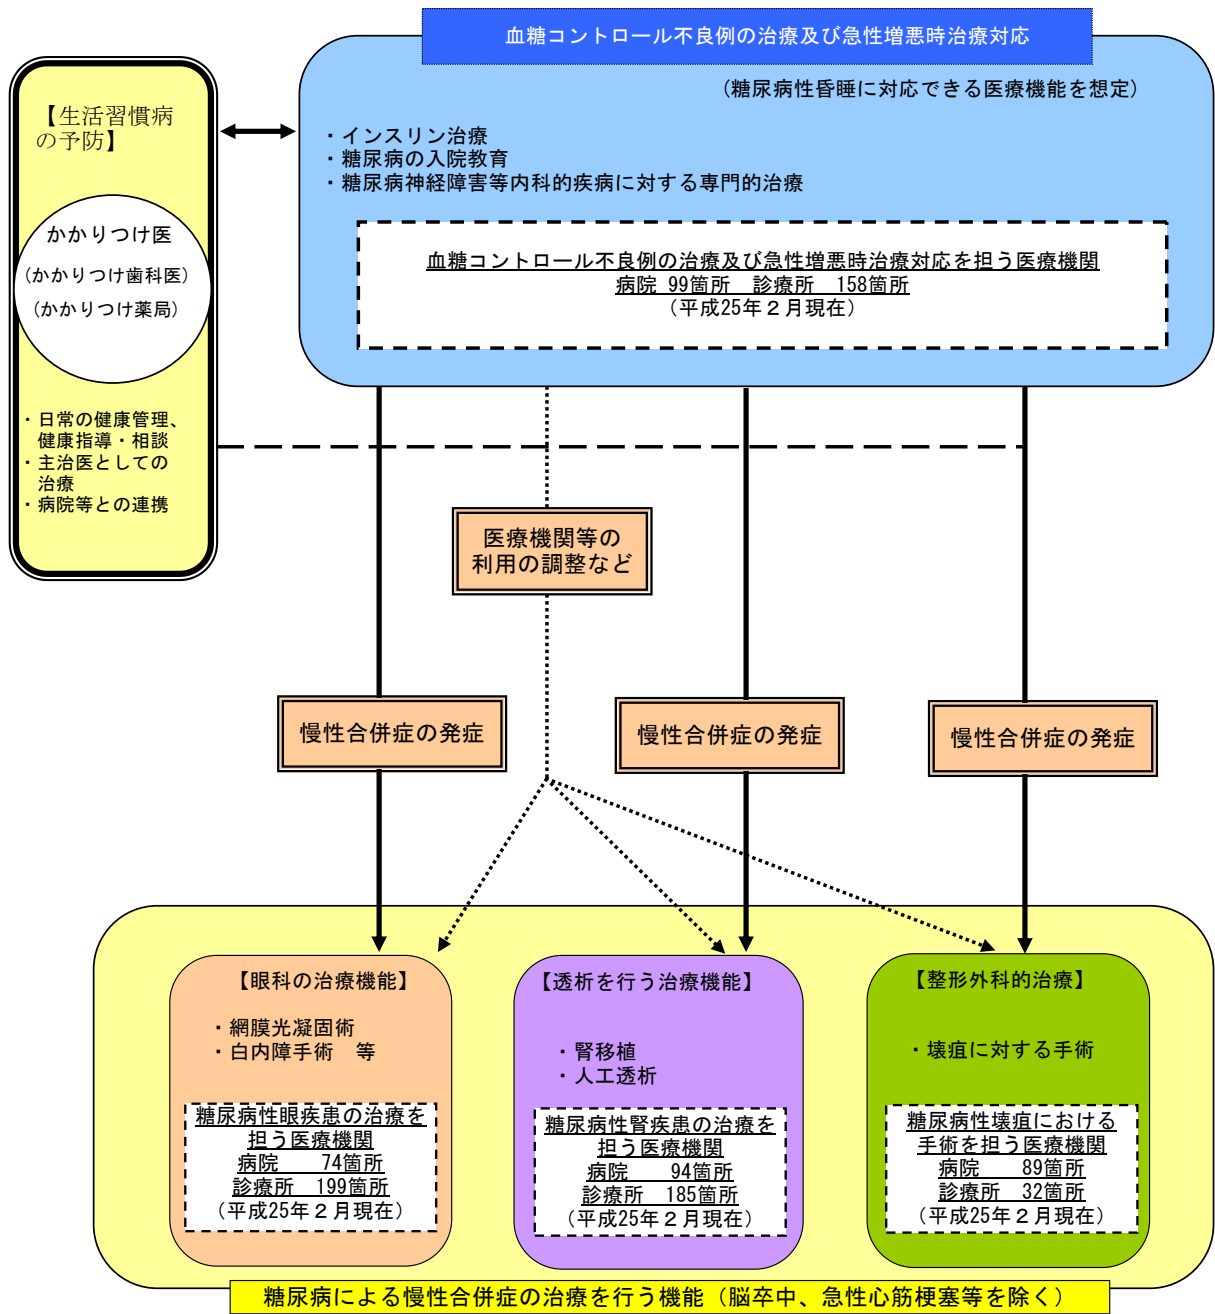 血糖コントロール不良例の治療及び急性増悪時治療対応
(糖尿病性昏睡に対応できる医療機能を想定)
・インスリン治療
・糖尿病の入院教育
・糖尿病神経障害等内科的疾病に対する専門的治療
血糖コントロール不良例の治療及び急性増悪時治療対応を担う医療機関
病院 99箇所　診療所　158箇所
（平成25年２月現在）
【生活習慣病
の予防】
かかりつけ医
(かかりつけ歯科医)
(かかりつけ薬局)
・日常の健康管理、
健康指導・相談
・主治医としての
治療
・病院等との連携
医療機関等の
利用の調整など
慢性合併症の発症
慢性合併症の発症
慢性合併症の発症
【眼科の治療機能】
・網膜光凝固術
・白内障手術　等
糖尿病性眼疾患の治療を
担う医療機関
病院　　74箇所
診療所　199箇所
（平成25年２月現在）
【透析を行う治療機能】
・腎移植
・人工透析
糖尿病性腎疾患の治療を
担う医療機関
病院　　94箇所
診療所　185箇所
（平成25年２月現在）
【整形外科的治療】
・壊疽に対する手術
糖尿病性壊疽における
手術を担う医療機関
病院　　89箇所
診療所　32箇所
（平成25年２月現在）
糖尿病による慢性合併症の治療を行う機能（脳卒中、急性心筋梗塞等を除く）